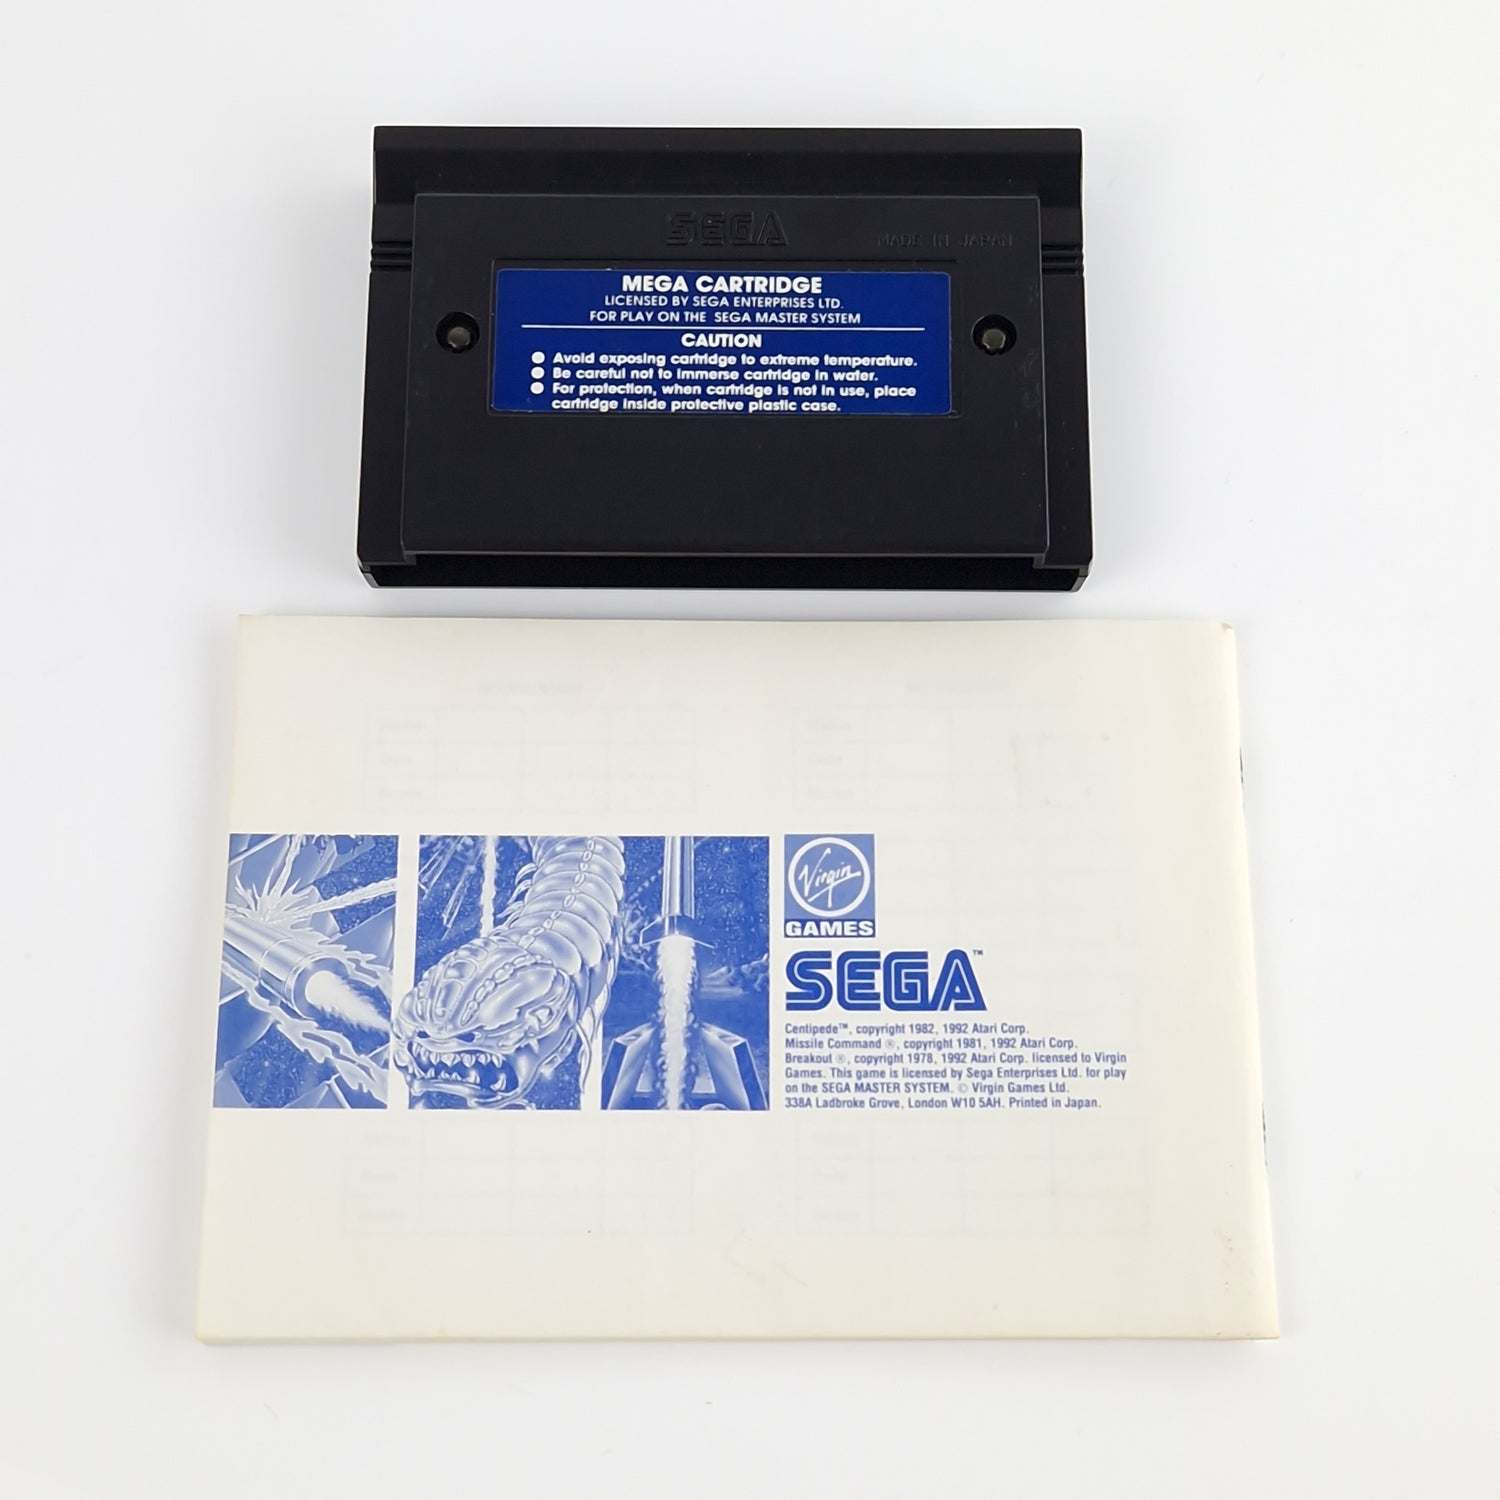 SEGA
MADE IN JAPAN
MEGA CARTRIDGE
LICENSED BY SEGA ENTERPRISES LTD.
FOR PLAY ON THE SEGA MASTER SYSTEM
CAUTION
● Avoid exposing cartridge to extreme temperature.
● Be careful not to immerse cartridge in water.
● For protection, when cartridge is not in use, place
cartridge inside protective plastic case.
Virgin
GAMES
SEGA™
Centipede™, copyright 1982, 1992 Atari Corp.
Missile Command ®, copyright 1981, 1992 Atari Corp.
Breakout ®, copyright 1978, 1992 Atari Corp. licensed to Virgin
Games. This game is licensed by Sega Enterprises Ltd. for play
on the SEGA MASTER SYSTEM. © Virgin Games Ltd.
338A Ladbroke Grove, London W10 5AH. Printed in Japan.